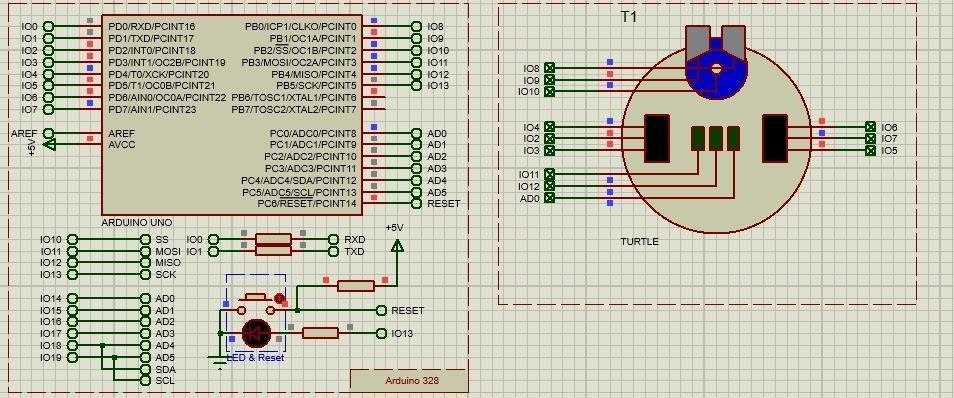 IO0 PD0/RXD/PCINT16 PB0/ICP1/CLKO/PCINT0 IO8
IO1 PD1/TXD/PCINT17 PB1/OC1A/PCINT1 IO9
IO2 PD2/INT0/PCINT18 PB2/SS/OC1B/PCINT2 IO10
IO3 PD3/INT1/OC2B/PCINT19 PB3/MOSI/OC2A/PCINT3 IO11
IO4 PD4/T0/XCK/PCINT20 PB4/MISO/PCINT4 IO12
IO5 PD5/T1/OC0B/PCINT21 PB5/SCK/PCINT5 IO13
IO6 PD6/AIN0/OC0A/PCINT22 PB6/TOSC1/XTAL1/PCINT6
IO7 PD7/AIN1/PCINT23 PB7/TOSC2/XTAL2/PCINT7
AREF AREF PC0/ADC0/PCINT8 AD0
+5V AVCC PC1/ADC1/PCINT9 AD1
PC2/ADC2/PCINT10 AD2
PC3/ADC3/PCINT11 AD3
PC4/ADC4/SDA/PCINT12 AD4
PC5/ADC5/SCL/PCINT13 AD5
PC6/RESET/PCINT14 RESET
ARDUINO UNO
IO10 SS
IO11 MOSI
IO12 MISO
IO13 SCK
IO14 AD0
IO15 AD1
IO16 AD2
IO17 AD3
IO18 AD4
IO19 AD5
SDA
SCL
IO0 RXD
IO1 TXD
+5V
RESET
IO13
LED & Reset
Arduino 328
T1
IO8
IO9
IO10
IO4 IO6
IO2 IO7
IO3 IO5
IO11
IO12
AD0
TURTLE